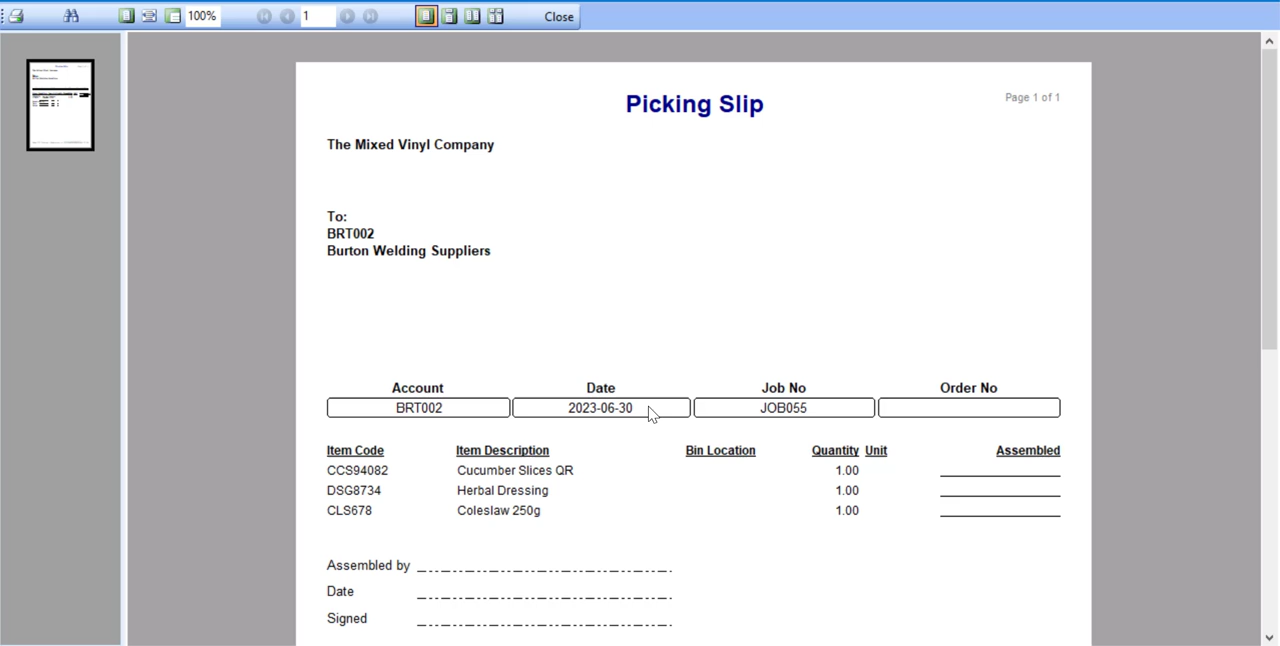 100% 1 Close
Picking Slip
Page 1 of 1
The Mixed Vinyl Company
To:
BRT002
Burton Welding Suppliers
Account Date Job No Order No
BRT002 2023-06-30 JOB055
Item Code Item Description Bin Location Quantity Unit Assembled
CCS94082 Cucumber Slices QR 1.00
DSG8734 Herbal Dressing 1.00
CLS678 Coleslaw 250g 1.00
Assembled by
Date
Signed